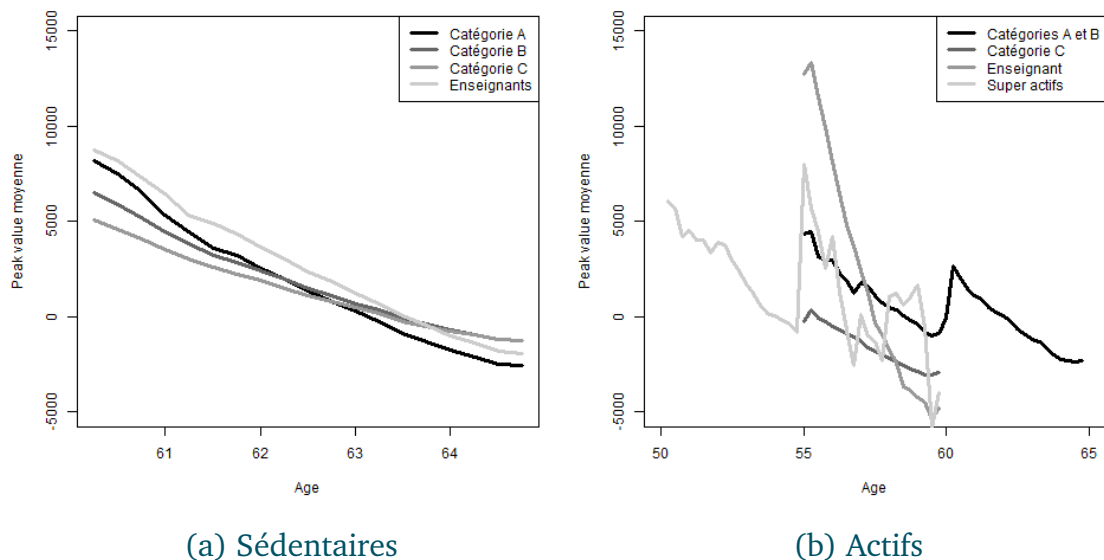 15000
10000
5000
0
-5000
Peak value moyenne
61 62 63 64
Age
Catégorie A
Catégorie B
Catégorie C
Enseignants
(a) Sédentaires
15000
10000
5000
0
-5000
Peak value moyenne
50 55 60 65
Age
Catégories A et B
Catégorie C
Enseignant
Super actifs
(b) Actifs